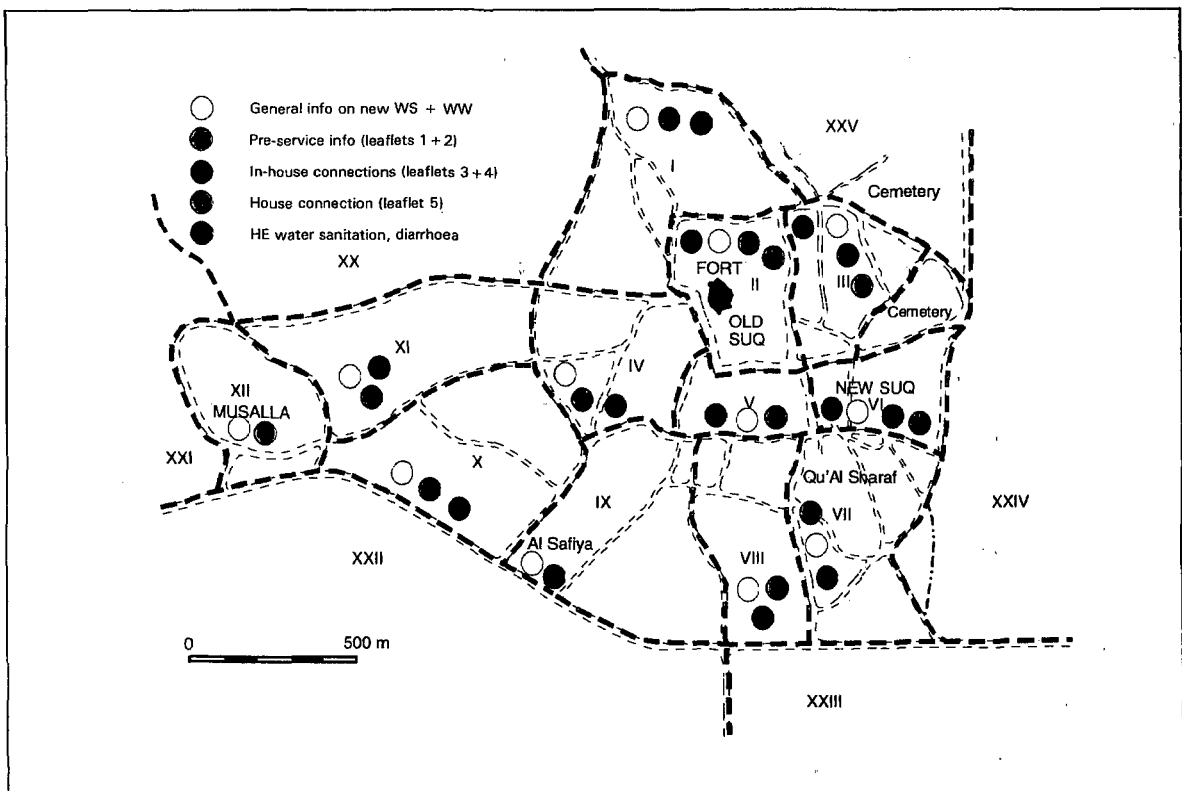 General info on new WS + WW
Pre-service info (leaflets 1 + 2)
In-house connections (leaflets 3 + 4)
House connection (leaflet 5)
HE water sanitation, diarrhoea
XXV
Cemetery
XX
FORT
II
III
Cemetery
OLD
SUQ
XI
IV
XII
MUSALLA
V
NEW SUQ
VI
XXI
X
Qu'Al Sharaf
IX
VII
XXIV
Al Safiya
VIII
XXII
0 500 m
XXIII
I